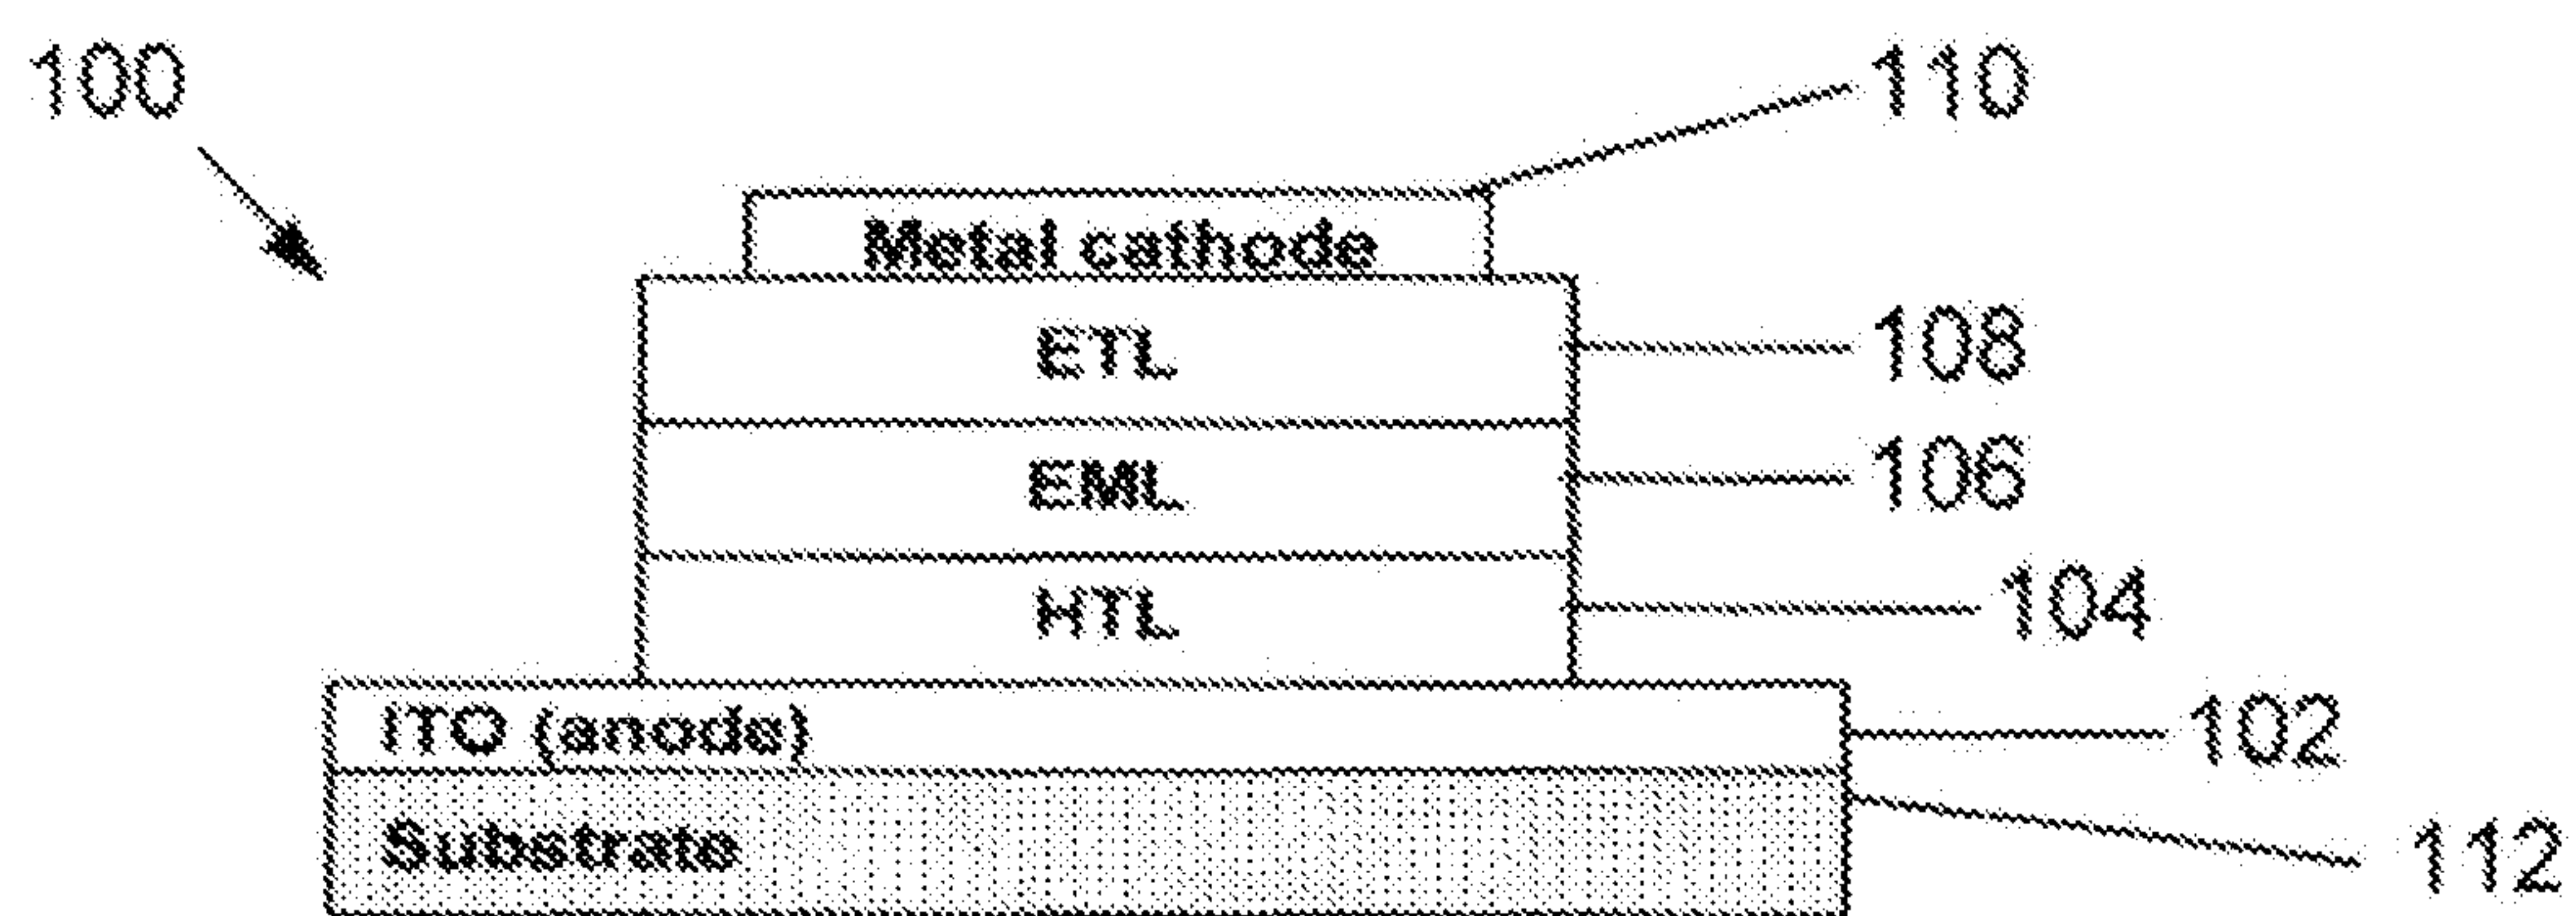 100
110
Metal cathode
ETL
108
EML
106
HTL
104
ITO (anode)
102
Substrate
112